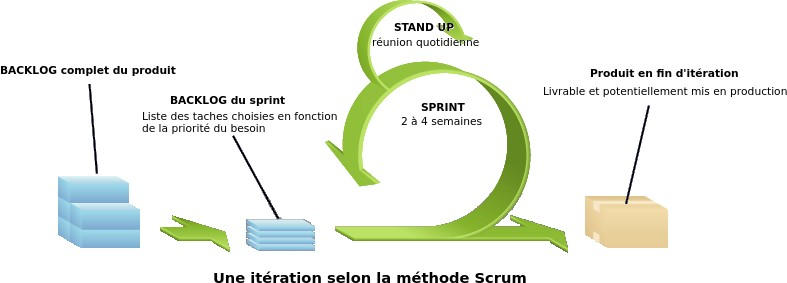 STAND UP
réunion quotidienne
BACKLOG complet du produit
Produit en fin d'itération
Livrable et potentiellement mis en production
BACKLOG du sprint
Liste des taches choisies en fonction
de la priorité du besoin
SPRINT
2 à 4 semaines
Une itération selon la méthode Scrum